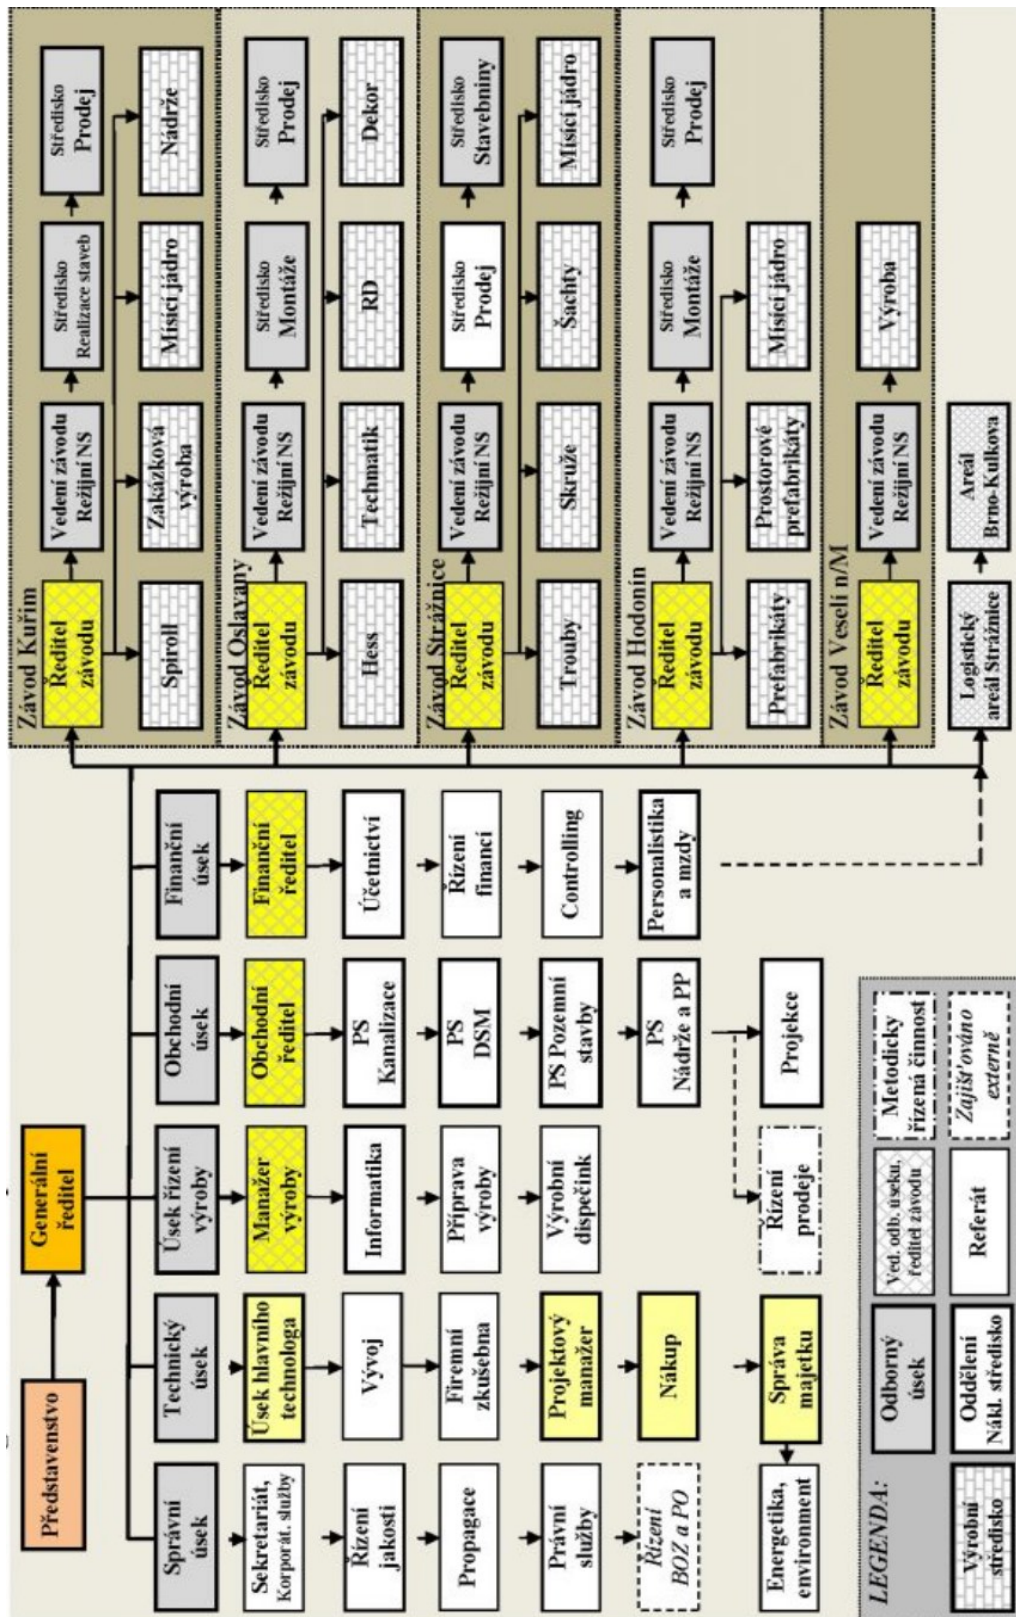 Představenstvo
Generální
ředitel
Správní
úsek
Technický
úsek
Úsek řízení
výroby
Obchodní
úsek
Finanční
úsek
Sekretariát,
Korporát. služby
Úsek hlavního
technologa
Manažer
výroby
Obchodní
ředitel
Finanční
ředitel
Řízení
jakosti
Vývoj
Informatika
PS
Kanalizace
Účetnictví
Propagace
Firemní
zkušebna
Příprava
výroby
PS
DSM
Řízení
financí
Právní
služby
Projektový
manažer
Výrobní
dispečink
PS Pozemní
stavby
Controlling
Řízení
BOZ a PO
Nákup
PS
Nádrže a PP
Personalistika
a mzdy
Energetika,
environment
Správa
majetku
Řízení
prodeje
Projekce
LEGENDA:
Odborný
úsek
Ved. odb. úseku,
ředitel závodu
Metodicky
řízená činnost
Výrobní
středisko
Oddělení
Nákl. středisko
Referát
Zajišťováno
externě
Závod Kuřim
Ředitel
závodu
Vedení závodu
Režijní NS
Středisko
Realizace staveb
Středisko
Prodej
Spiroll
Zakázková
výroba
Mísící jádro
Nádrže
Závod Oslavany
Ředitel
závodu
Vedení závodu
Režijní NS
Středisko
Montáže
Středisko
Prodej
Hess
Techmatik
RD
Dekor
Závod Strážnice
Ředitel
závodu
Vedení závodu
Režijní NS
Středisko
Prodej
Středisko
Stavebniny
Trouby
Skruže
Šachty
Mísící jádro
Závod Hodonín
Ředitel
závodu
Vedení závodu
Režijní NS
Středisko
Montáže
Středisko
Prodej
Prefabrikáty
Prostorové
prefabrikáty
Mísící jádro
Závod Veselí n/M
Ředitel
závodu
Vedení závodu
Režijní NS
Výroba
Logistický
areál Strážnice
Areál
Brno-Kulkova